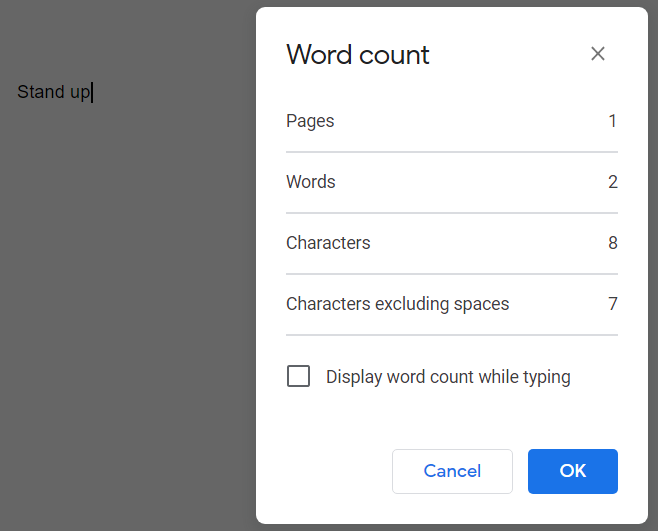 Word count
Stand up
Pages 1
Words 2
Characters 8
Characters excluding spaces 7
Display word count while typing
Cancel OK